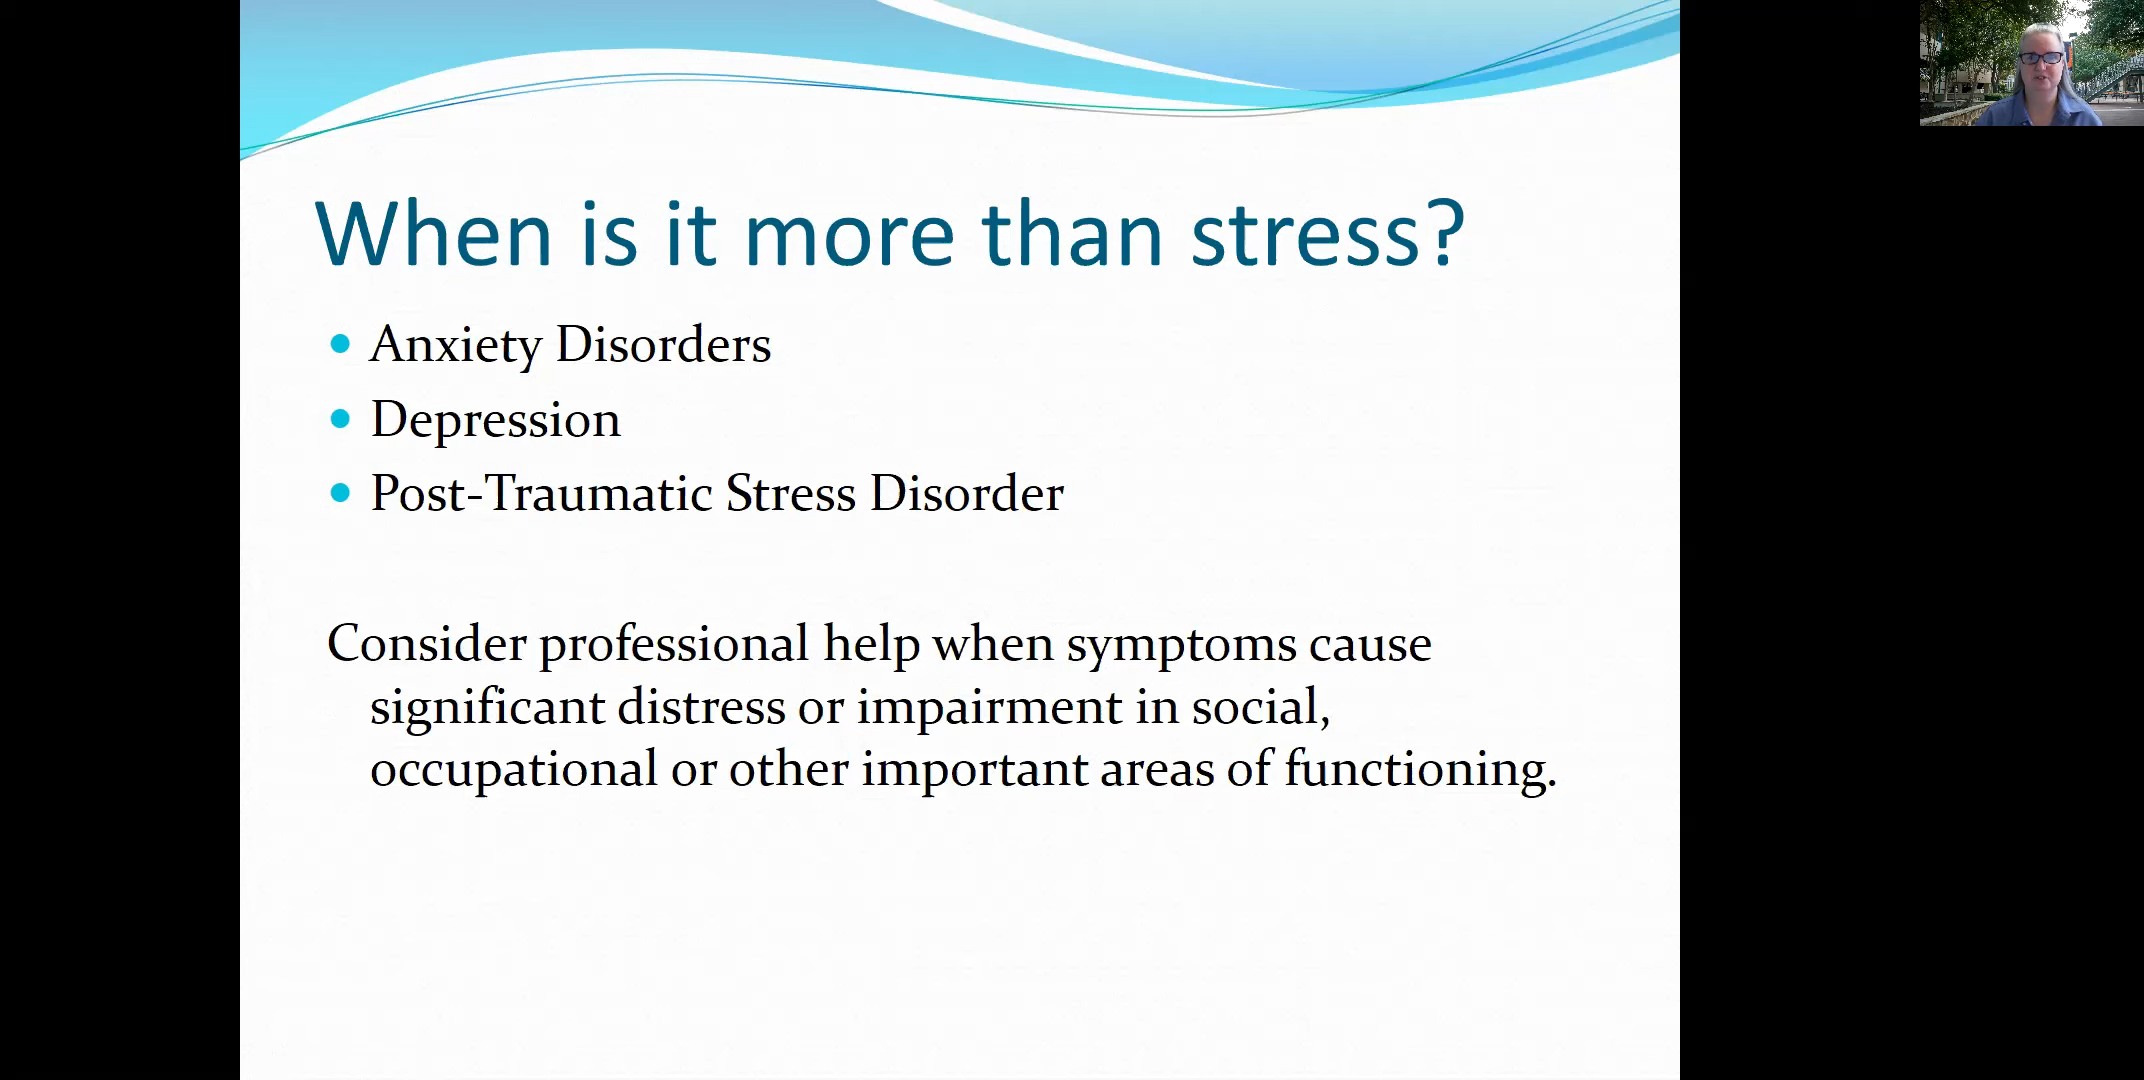 When is it more than stress?
Anxiety Disorders
Depression
Post-Traumatic Stress Disorder
Consider professional help when symptoms cause
significant distress or impairment in social,
occupational or other important areas of functioning.